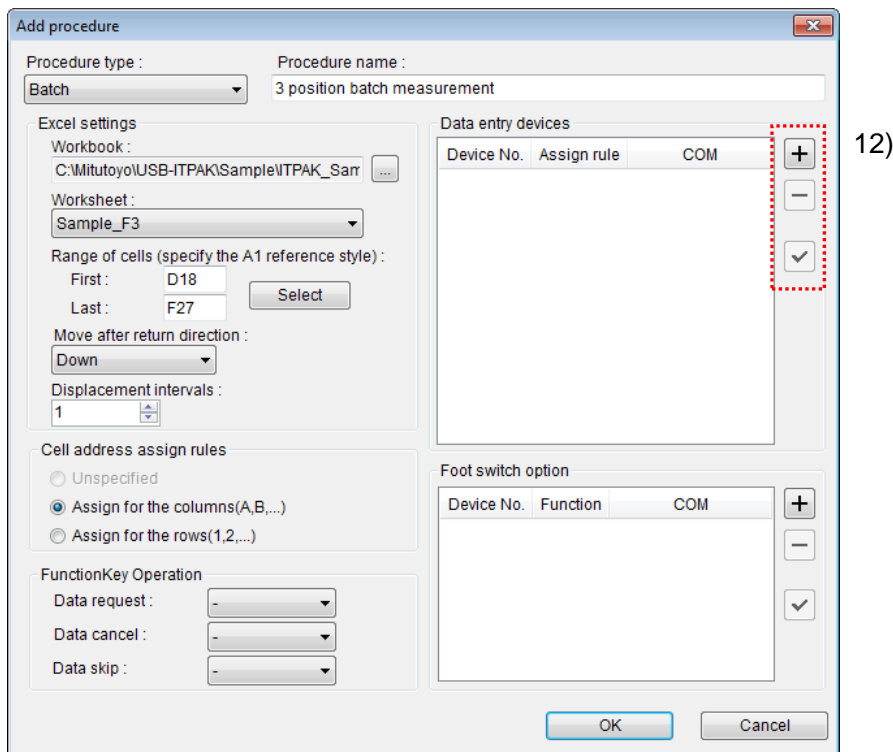 Add procedure
Procedure type :
Procedure name :
Batch
3 position batch measurement
Excel settings
Workbook :
C:\Mitutoyo\USB-ITPAK\Sample\ITPAK_Sam
...
Worksheet :
Sample_F3
Range of cells (specify the A1 reference style) :
First : D18
Select
Last : F27
Move after return direction :
Down
Displacement intervals :
1
Cell address assign rules
Unspecified
Assign for the columns(A,B,...)
Assign for the rows(1,2,...)
FunctionKey Operation
Data request : -
Data cancel : -
Data skip : -
Data entry devices
Device No. Assign rule COM
12)
Foot switch option
Device No. Function COM
OK Cancel